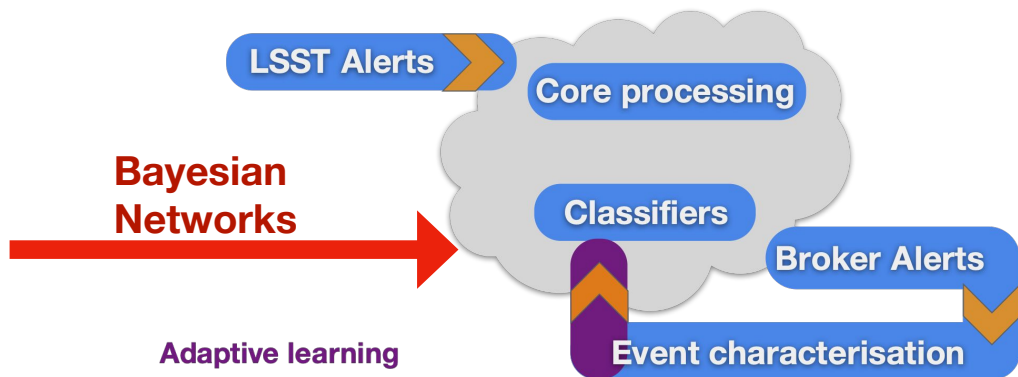 LSST Alerts
Core processing
Bayesian
Networks
Classifiers
Broker Alerts
Adaptive learning
Event characterisation